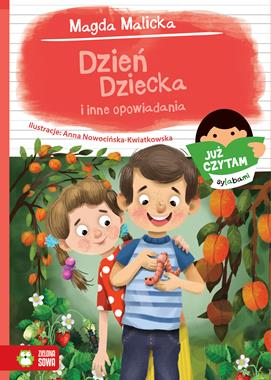 Magda Malicka
Dzień
Dziecka
i inne opowiadania
Ilustracje: Anna Nowocińska-Kwiatkowska
JUŻ
CZYTAM
sylabami
ZIELONA
SOWA